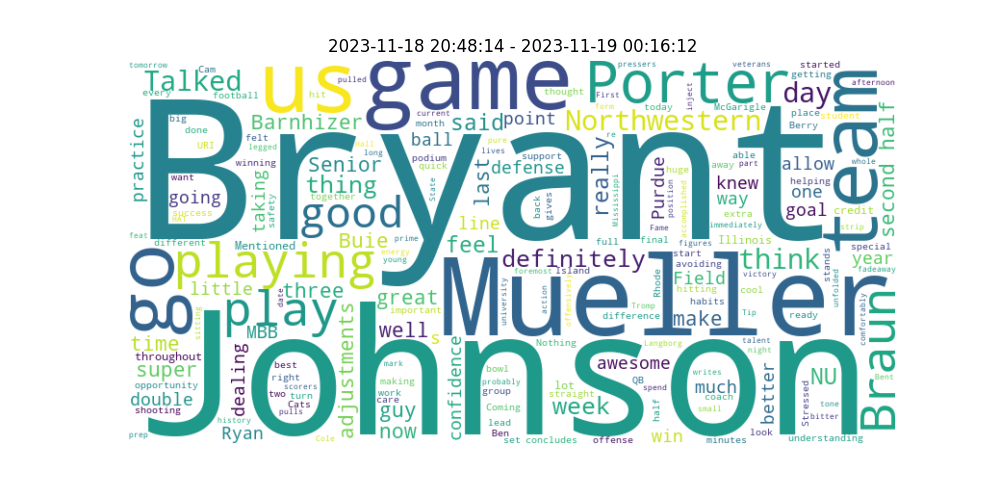 2023-11-18 20:48:14 - 2023-11-19 00:16:12
tomorrow
Cam
Talked
us
pulled
game
Porter
pressers
veterans
started
getting
afternoon
every
football
hit
thought
First
inject
day
big
Barnhizer
current
month
said
point
form
Northwestern
today
McGarigle
place
student
Berry
team
practice
done
URI
felt
legged
Hall
long
ball
pure
re
Bryant
winning
want
going
success
HAT
taking
safety
Senior
thing
together
good
podium
quick
lives
last
defense
support
back
gives
really
Mississippi
Purdue
position
Fame
huge
accomplished
away
able
part
knew
way
extra
immediately
allow
one
goal
whole
helping
credit
strip
second half
feat
different
Mentioned
Buie
prime
State
line
feel
full
final
figures
Illinois
special
year
stands
fadeaway
go
playing
energy
young
definitely
foremost
Island
start
avoiding
Field
hitting
habits
think
victory
cool
little
three
date
great
important
Mueller
university
action
offensively
Rhode
Tromp
difference
make
Tip
ready
unfolded
comfortably
sitting
play
MBB
well
s
Nothing
Langborg
talent
night
Braun
time
throughout
super
opportunity
double
shooting
dealing
best
right
scorers
two
turn
Cats
pulls
adjustments
mark
making
work
care
guy
now
confidence
bowl
probably
group
Coming
lead
Ben
lot
straight
week
awesome
QB
spend
writes
much
coach
small
better
NU
Stressed
bitter
tone
Bent
Johnson
prep
Ryan
history
Cole
set
concludes
offense
half
win
minutes
look
understanding